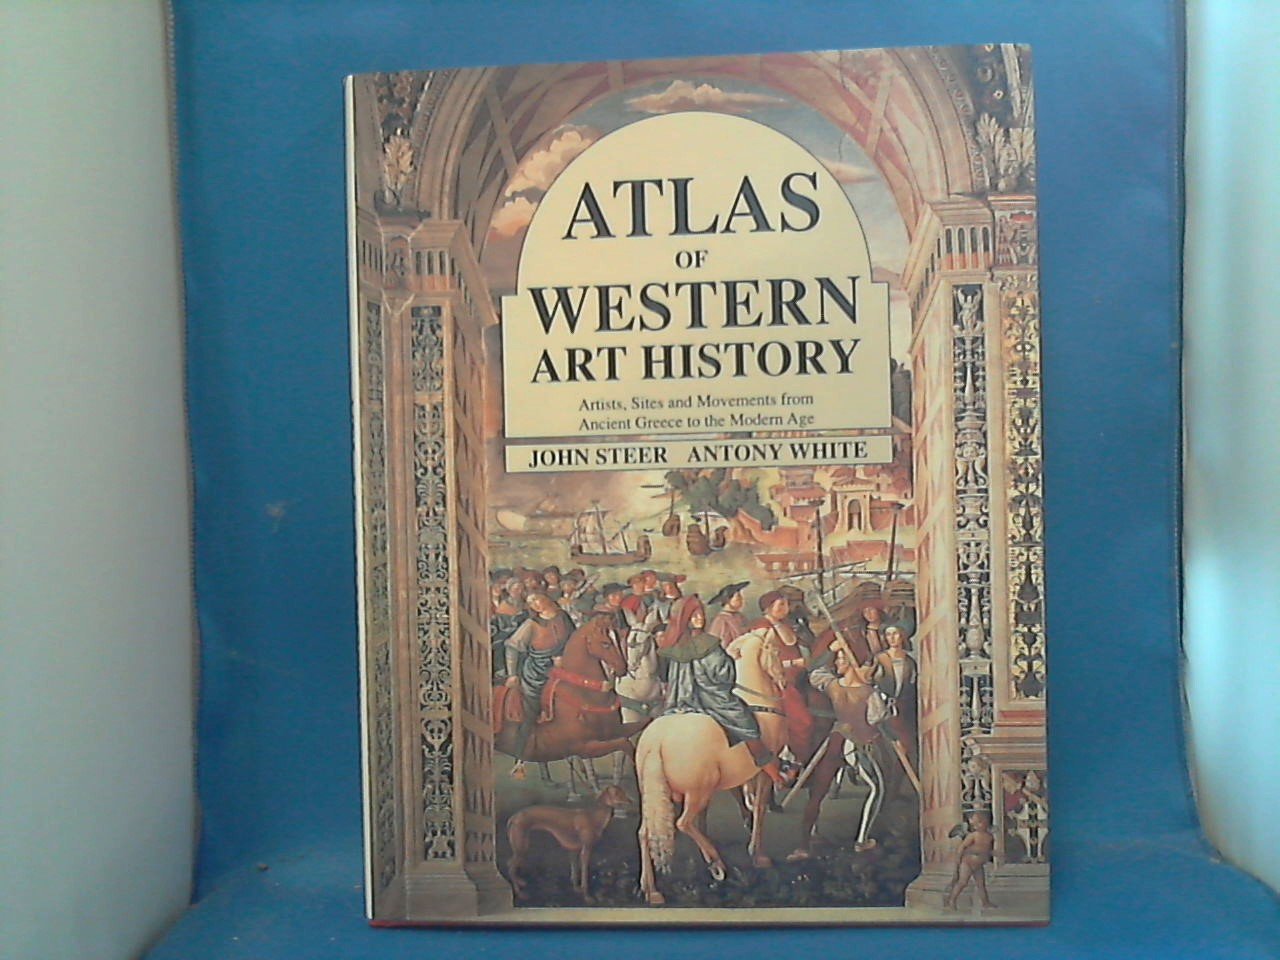 ATLAS
OF
WESTERN
ART HISTORY
Artists, Sites and Movements from
Ancient Greece to the Modern Age
JOHN STEER ANTONY WHITE